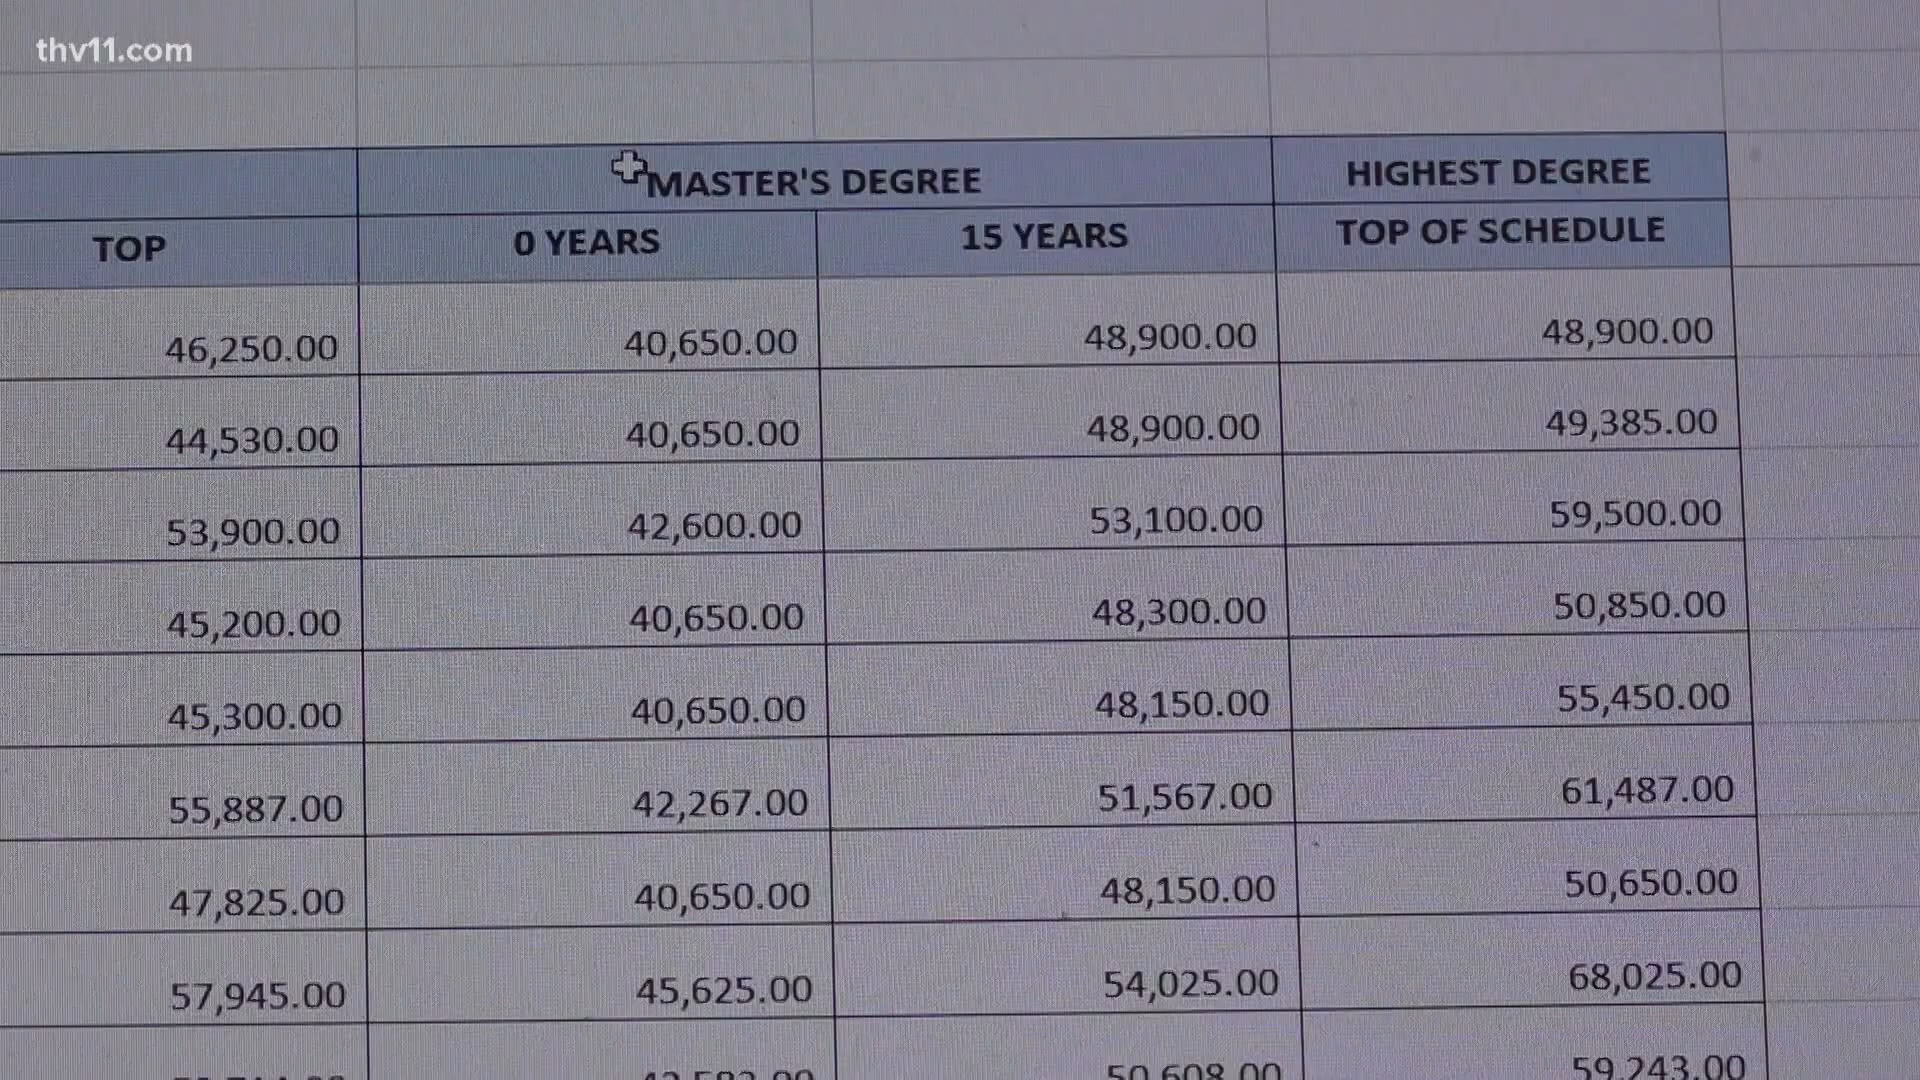 thv11.com
MASTER'S DEGREE HIGHEST DEGREE
TOP 0 YEARS 15 YEARS TOP OF SCHEDULE
46,250.00 40,650.00 48,900.00 48,900.00
44,530.00 40,650.00 48,900.00 49,385.00
53,900.00 42,600.00 53,100.00 59,500.00
45,200.00 40,650.00 48,300.00 50,850.00
45,300.00 40,650.00 48,150.00 55,450.00
55,887.00 42,267.00 51,567.00 61,487.00
47,825.00 40,650.00 48,150.00 50,650.00
57,945.00 45,625.00 54,025.00 68,025.00
50,608.00 59,243.00